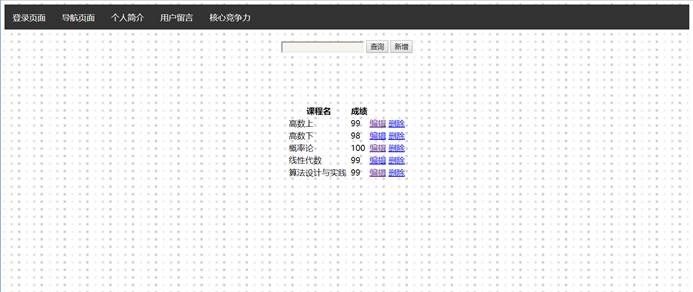 登录页面 导航页面 个人简介 用户留言 核心竞争力
查询 新增
课程名 成绩
高数上 99 编辑 删除
高数下 98 编辑 删除
概率论 100 编辑 删除
线性代数 99 编辑 删除
算法设计与实践 99 编辑 删除